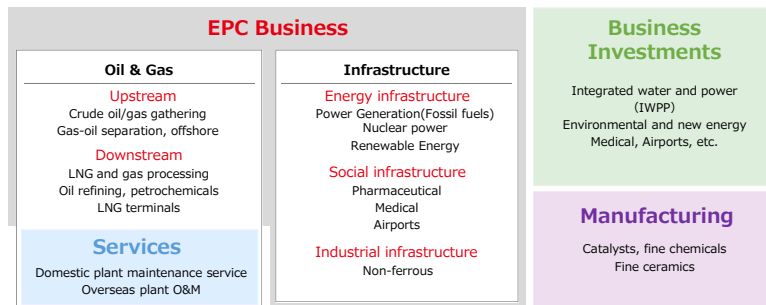 EPC Business
Oil & Gas
Upstream
Crude oil/gas gathering
Gas-oil separation, offshore
Downstream
LNG and gas processing
Oil refining, petrochemicals
LNG terminals
Services
Domestic plant maintenance service
Overseas plant O&M
Infrastructure
Energy infrastructure
Power Generation(Fossil fuels)
Nuclear power
Renewable Energy
Social infrastructure
Pharmaceutical
Medical
Airports
Industrial infrastructure
Non-ferrous
Business
Investments
Integrated water and power
(IWPP)
Environmental and new energy
Medical, Airports, etc.
Manufacturing
Catalysts, fine chemicals
Fine ceramics